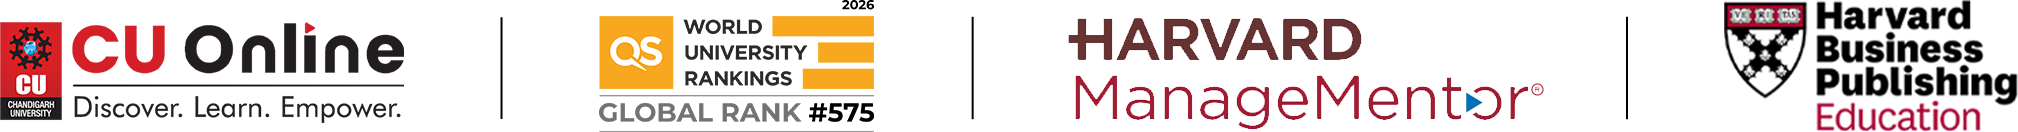 CU
CHANDIGARH
UNIVERSITY
CU Online
Discover. Learn. Empower.
2026
QS
WORLD
UNIVERSITY
RANKINGS
GLOBAL RANK #575
HARVARD
ManageMentor®
Harvard
Business
Publishing
Education